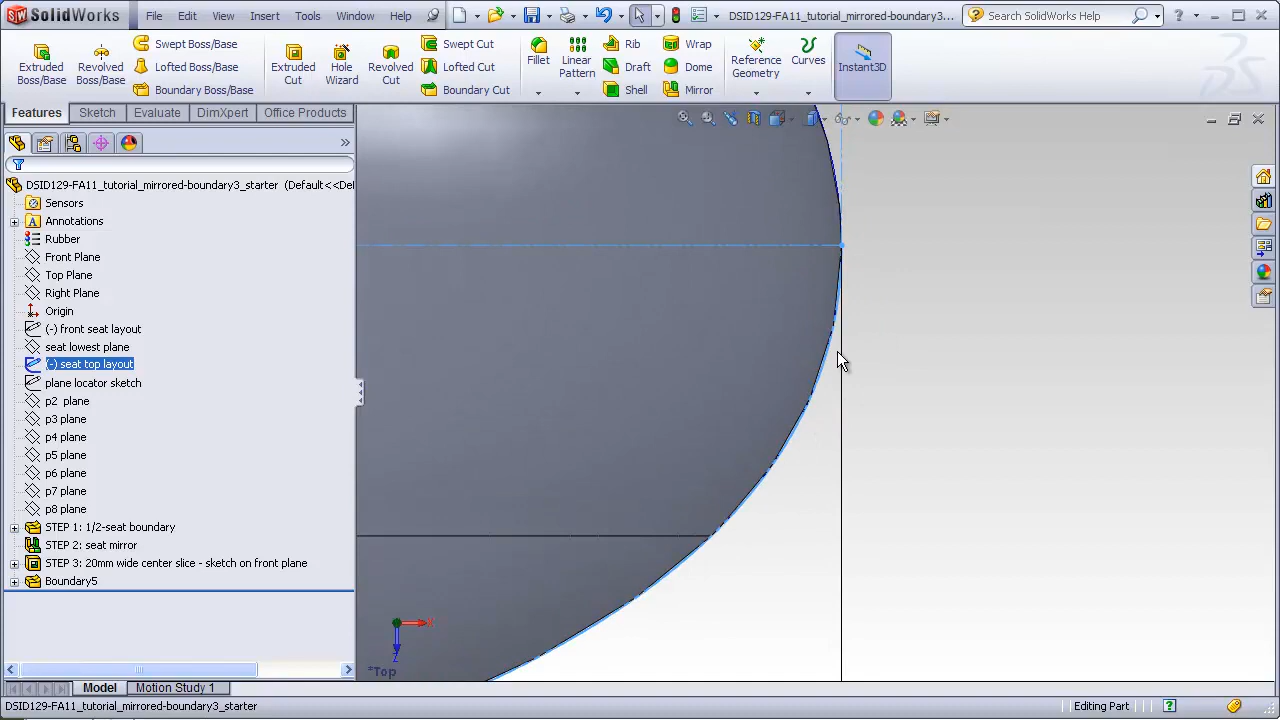 SolidWorks File Edit View Insert Tools Window Help DSID129-FA11_tutorial_mirrored-boundary3... Search SolidWorks Help
Extruded Boss/Base
Revolved Boss/Base
Swept Boss/Base
Lofted Boss/Base
Boundary Boss/Base
Extruded Cut
Hole Wizard
Revolved Cut
Swept Cut
Lofted Cut
Boundary Cut
Fillet
Linear Pattern
Rib
Draft
Shell
Wrap
Dome
Mirror
Reference Geometry
Curves
Instant3D
Features Sketch Evaluate DimXpert Office Products
DSID129-FA11_tutorial_mirrored-boundary3_starter (Default<<De
Sensors
Annotations
Rubber
Front Plane
Top Plane
Right Plane
Origin
(-) front seat layout
seat lowest plane
(-) seat top layout
plane locator sketch
p2 plane
p3 plane
p4 plane
p5 plane
p6 plane
p7 plane
p8 plane
STEP 1: 1/2-seat boundary
STEP 2: seat mirror
STEP 3: 20mm wide center slice - sketch on front plane
Boundary5
X
Z
*Top
Model Motion Study 1
DSID129-FA11_tutorial_mirrored-boundary3_starter Editing Part